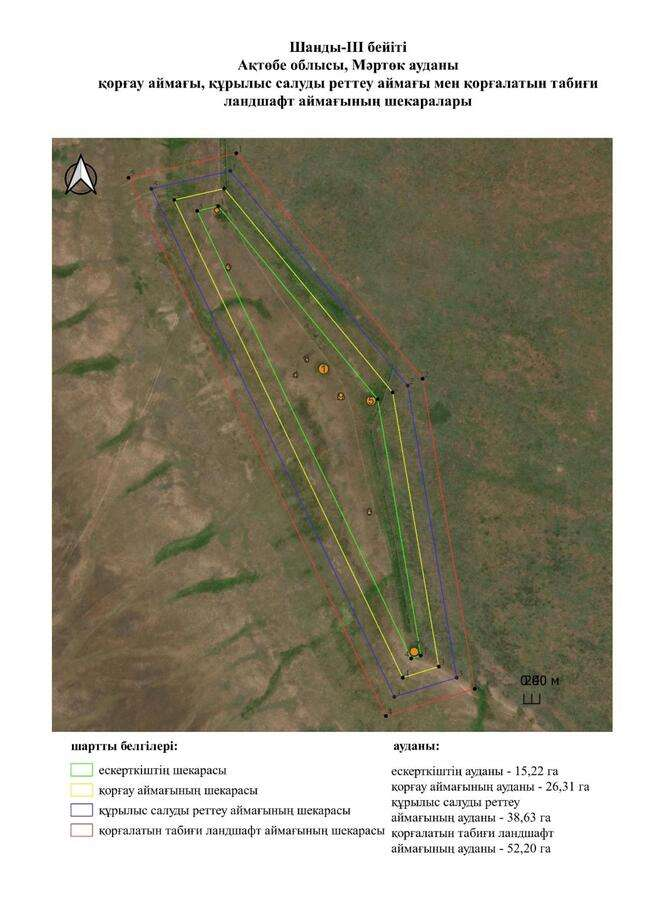 Шанды-III бейіті
Ақтөбе облысы, Мәртөк ауданы
қорғау аймағы, құрылыс салуды реттеу аймағы мен қорғалатын табиғи
ландшафт аймағының шекаралары
шартты белгілері:
ескерткіштің шекарасы
қорғау аймағының шекарасы
құрылыс салуды реттеу аймағының шекарасы
қорғалатын табиғи ландшафт аймағының шекарасы
ауданы:
ескерткіштің ауданы - 15,22 га
қорғау аймағының ауданы - 26,31 га
құрылыс салуды реттеу
аймағының ауданы - 38,63 га
қорғалатын табиғи ландшафт
аймағының ауданы - 52,20 га